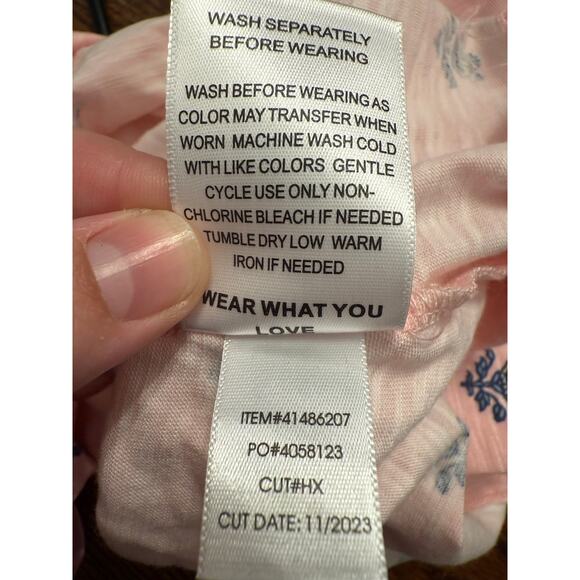 WASH SEPARATELY
BEFORE WEARING
WASH BEFORE WEARING AS
COLOR MAY TRANSFER WHEN
WORN MACHINE WASH COLD
WITH LIKE COLORS GENTLE
CYCLE USE ONLY NON-
CHLORINE BLEACH IF NEEDED
TUMBLE DRY LOW WARM
IRON IF NEEDED
WEAR WHAT YOU
LOVE
ITEM#41486207
PO#4058123
CUT#HX
CUT DATE: 11/2023